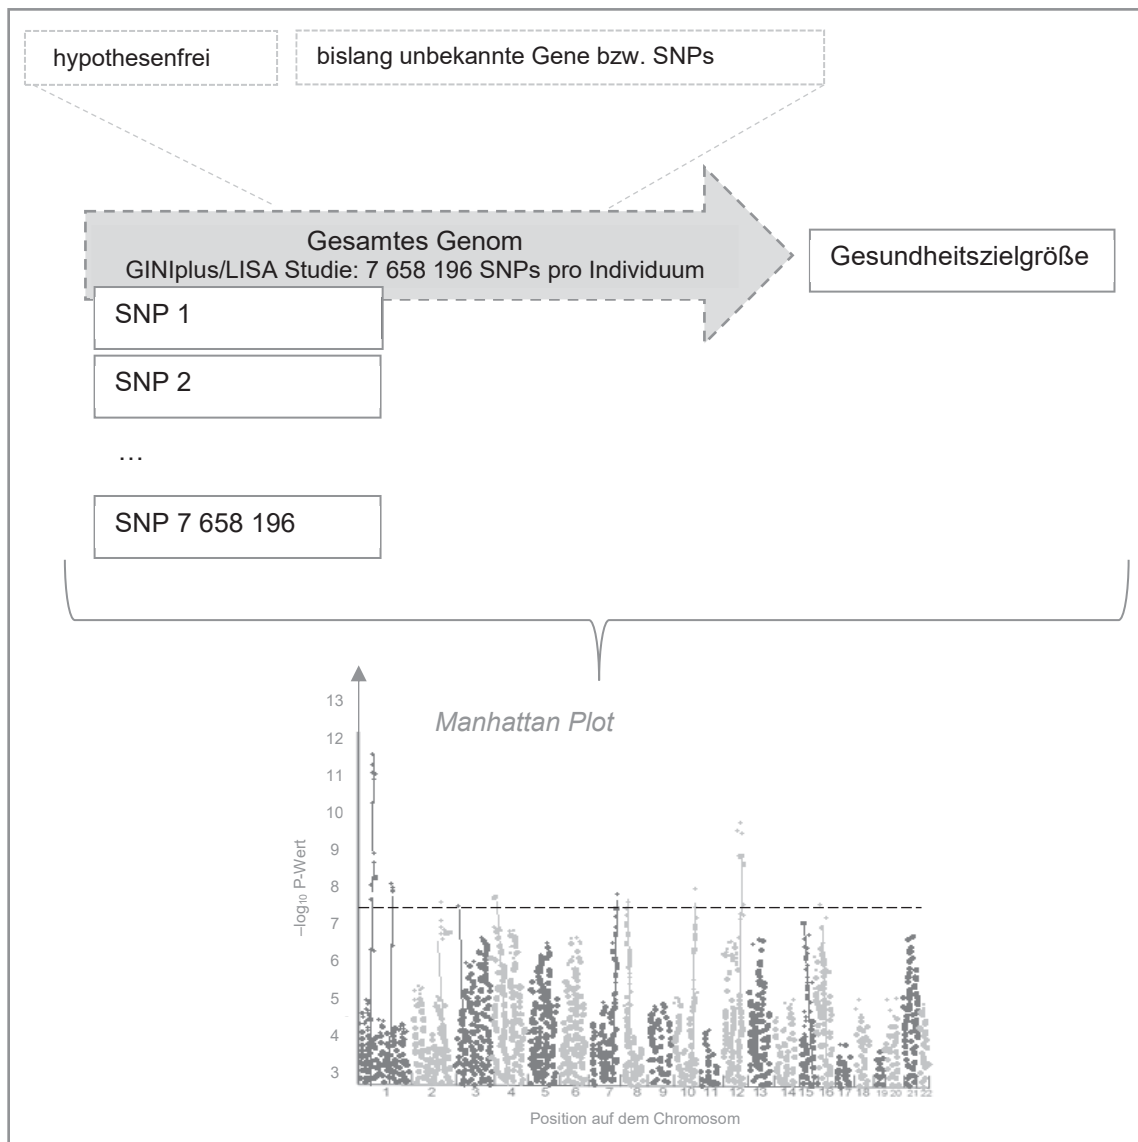 hypothesenfrei
bislang unbekannte Gene bzw. SNPs
Gesamtes Genom
GINIplus/LISA Studie: 7 658 196 SNPs pro Individuum
Gesundheitszielgröße
SNP 1
SNP 2
…
SNP 7 658 196
Manhattan Plot
13
12
11
10
9
8
7
6
5
4
3
–log₁₀ P-Wert
1 2 3 4 5 6 7 8 9 10 11 12 13 14 15 16 17 18 19 20 21 22
Position auf dem Chromosom